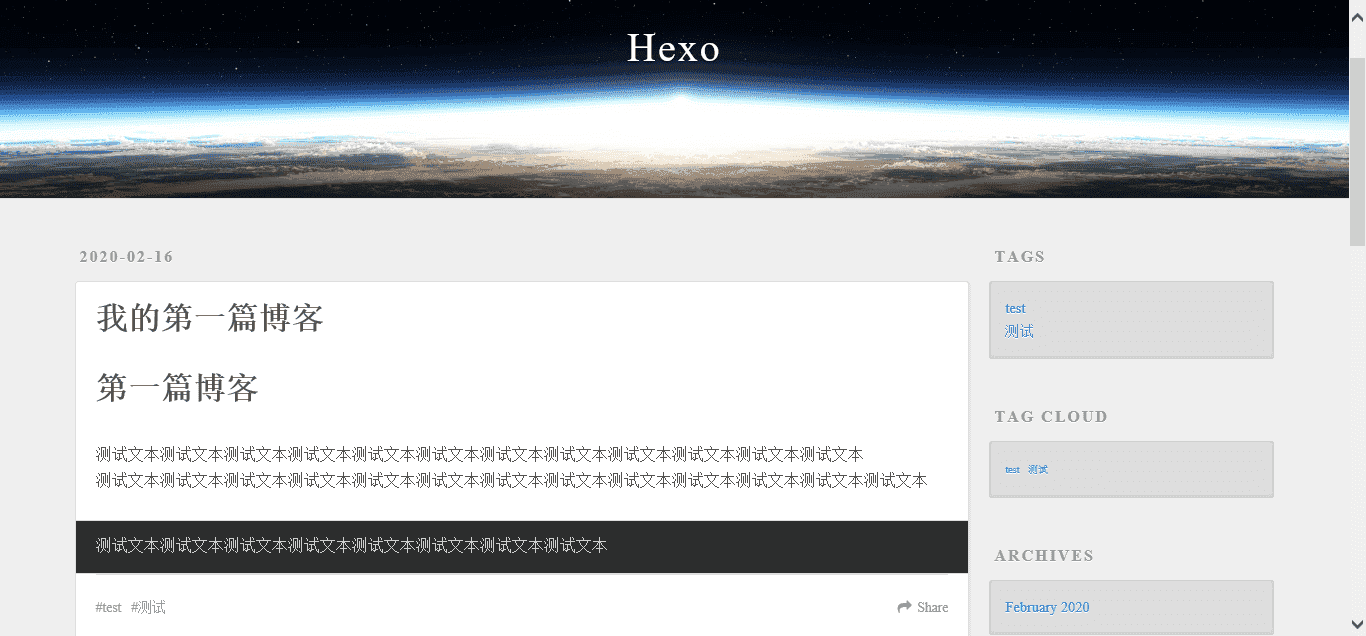 Hexo
2020-02-16
我的第一篇博客
第一篇博客
测试文本测试文本测试文本测试文本测试文本测试文本测试文本测试文本测试文本测试文本测试文本测试文本
测试文本测试文本测试文本测试文本测试文本测试文本测试文本测试文本测试文本测试文本测试文本测试文本测试文本
测试文本测试文本测试文本测试文本测试文本测试文本测试文本测试文本
#test #测试
Share
TAGS
test
测试
TAG CLOUD
test 测试
ARCHIVES
February 2020